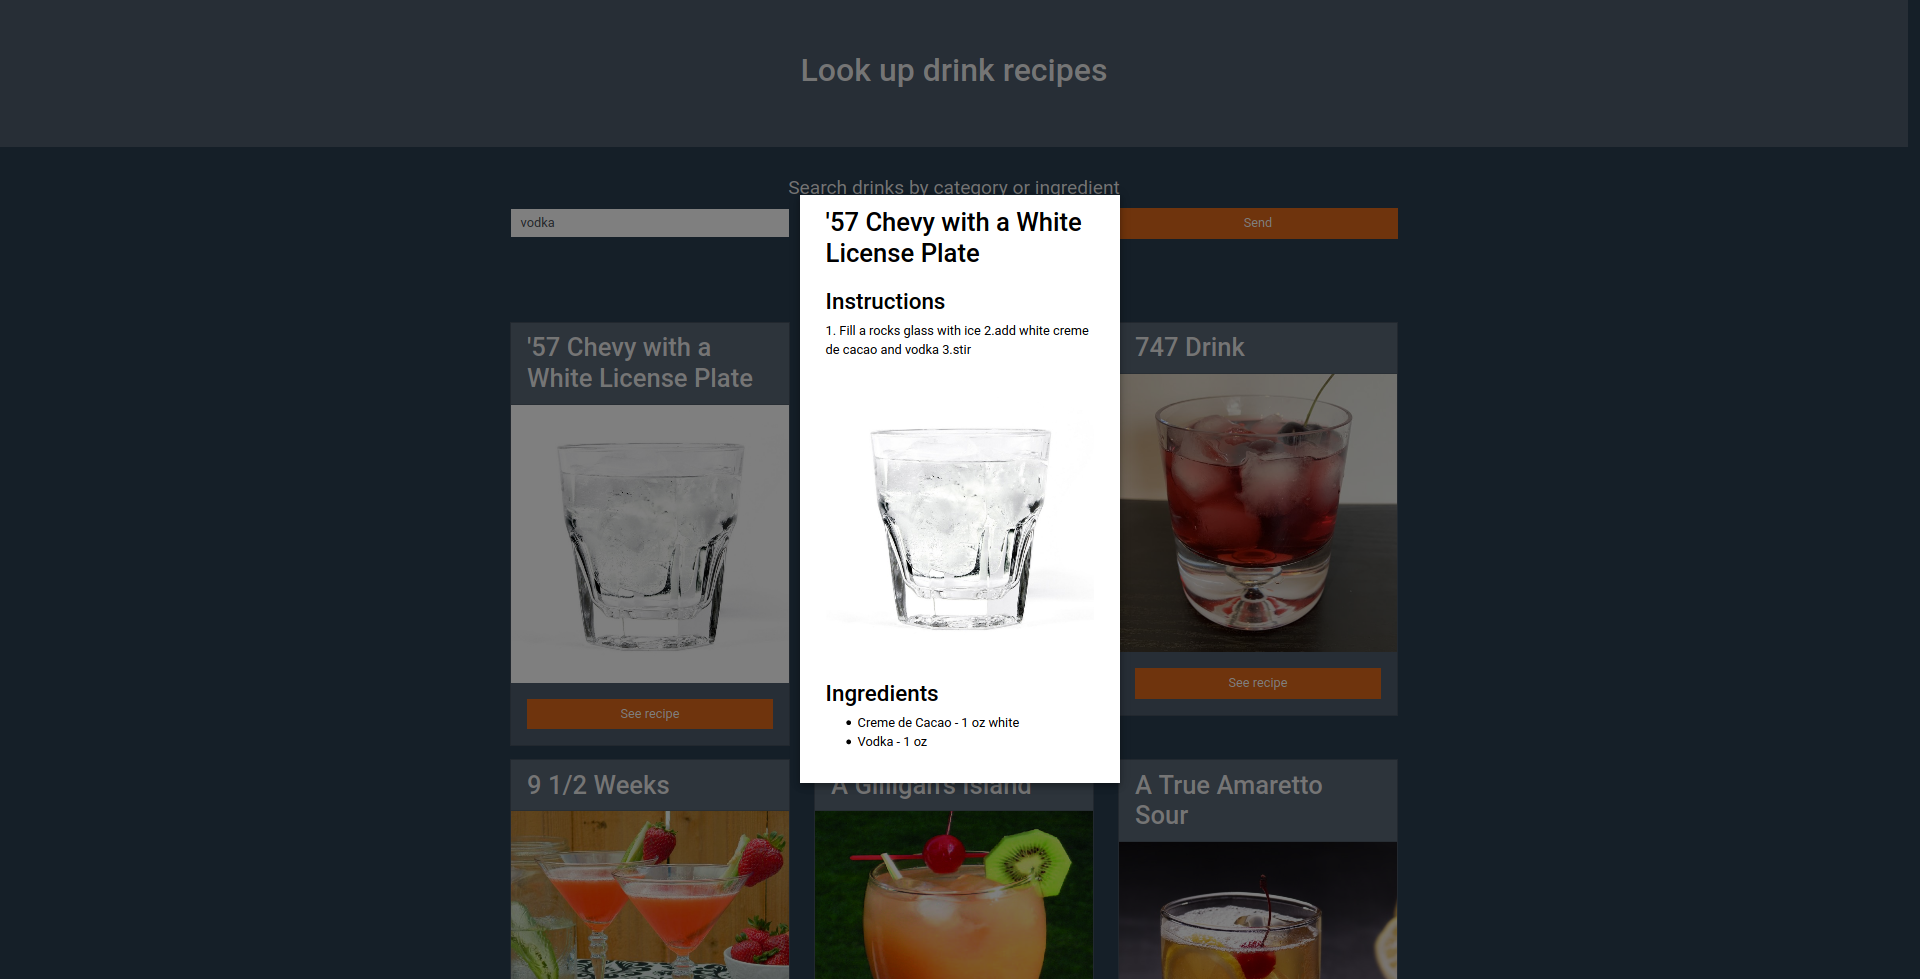 Look up drink recipes
Search drinks by category or ingredient
vodka
Send
'57 Chevy with a White
License Plate
Instructions
1. Fill a rocks glass with ice 2.add white creme
de cacao and vodka 3.stir
Ingredients
Creme de Cacao - 1 oz white
Vodka - 1 oz
'57 Chevy with a
White License Plate
See recipe
747 Drink
See recipe
9 1/2 Weeks
A Gilligan's Island
A True Amaretto
Sour